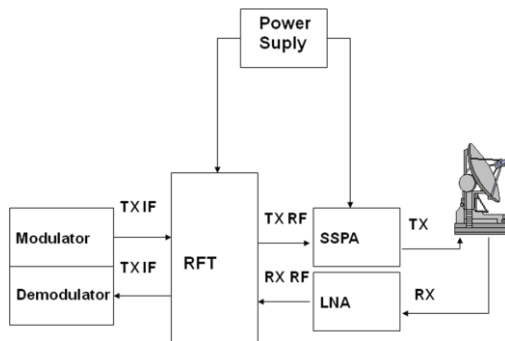 Power
Suply
TX IF
TX RF
Modulator
SSPA
TX
RFT
TX IF
RX RF
Demodulator
LNA
RX